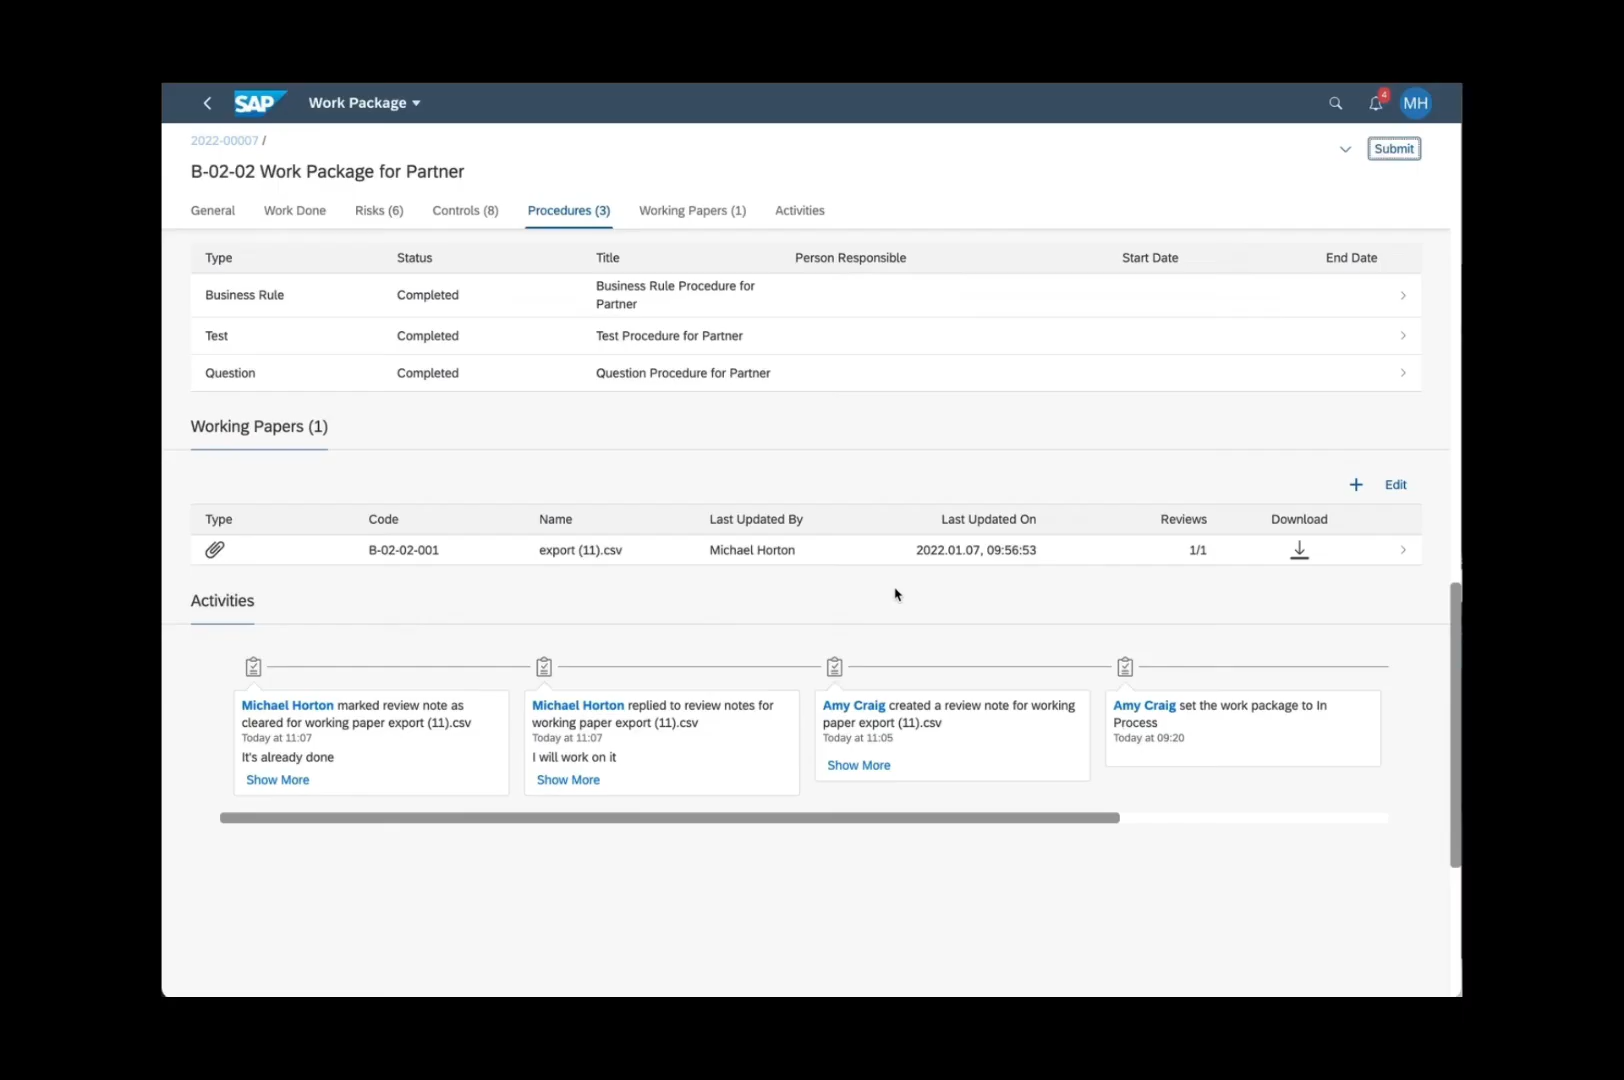 SAP Work Package
4
MH
2022-00007 /
Submit
B-02-02 Work Package for Partner
General Work Done Risks (6) Controls (8) Procedures (3) Working Papers (1) Activities
Type Status Title Person Responsible Start Date End Date
Business Rule Completed Business Rule Procedure for
Partner
Test Completed Test Procedure for Partner
Question Completed Question Procedure for Partner
Working Papers (1)
Edit
Type Code Name Last Updated By Last Updated On Reviews Download
B-02-02-001 export (11).csv Michael Horton 2022.01.07, 09:56:53 1/1
Activities
Michael Horton marked review note as
cleared for working paper export (11).csv
Today at 11:07
It's already done
Show More
Michael Horton replied to review notes for
working paper export (11).csv
Today at 11:07
I will work on it
Show More
Amy Craig created a review note for working
paper export (11).csv
Today at 11:05
Show More
Amy Craig set the work package to In
Process
Today at 09:20